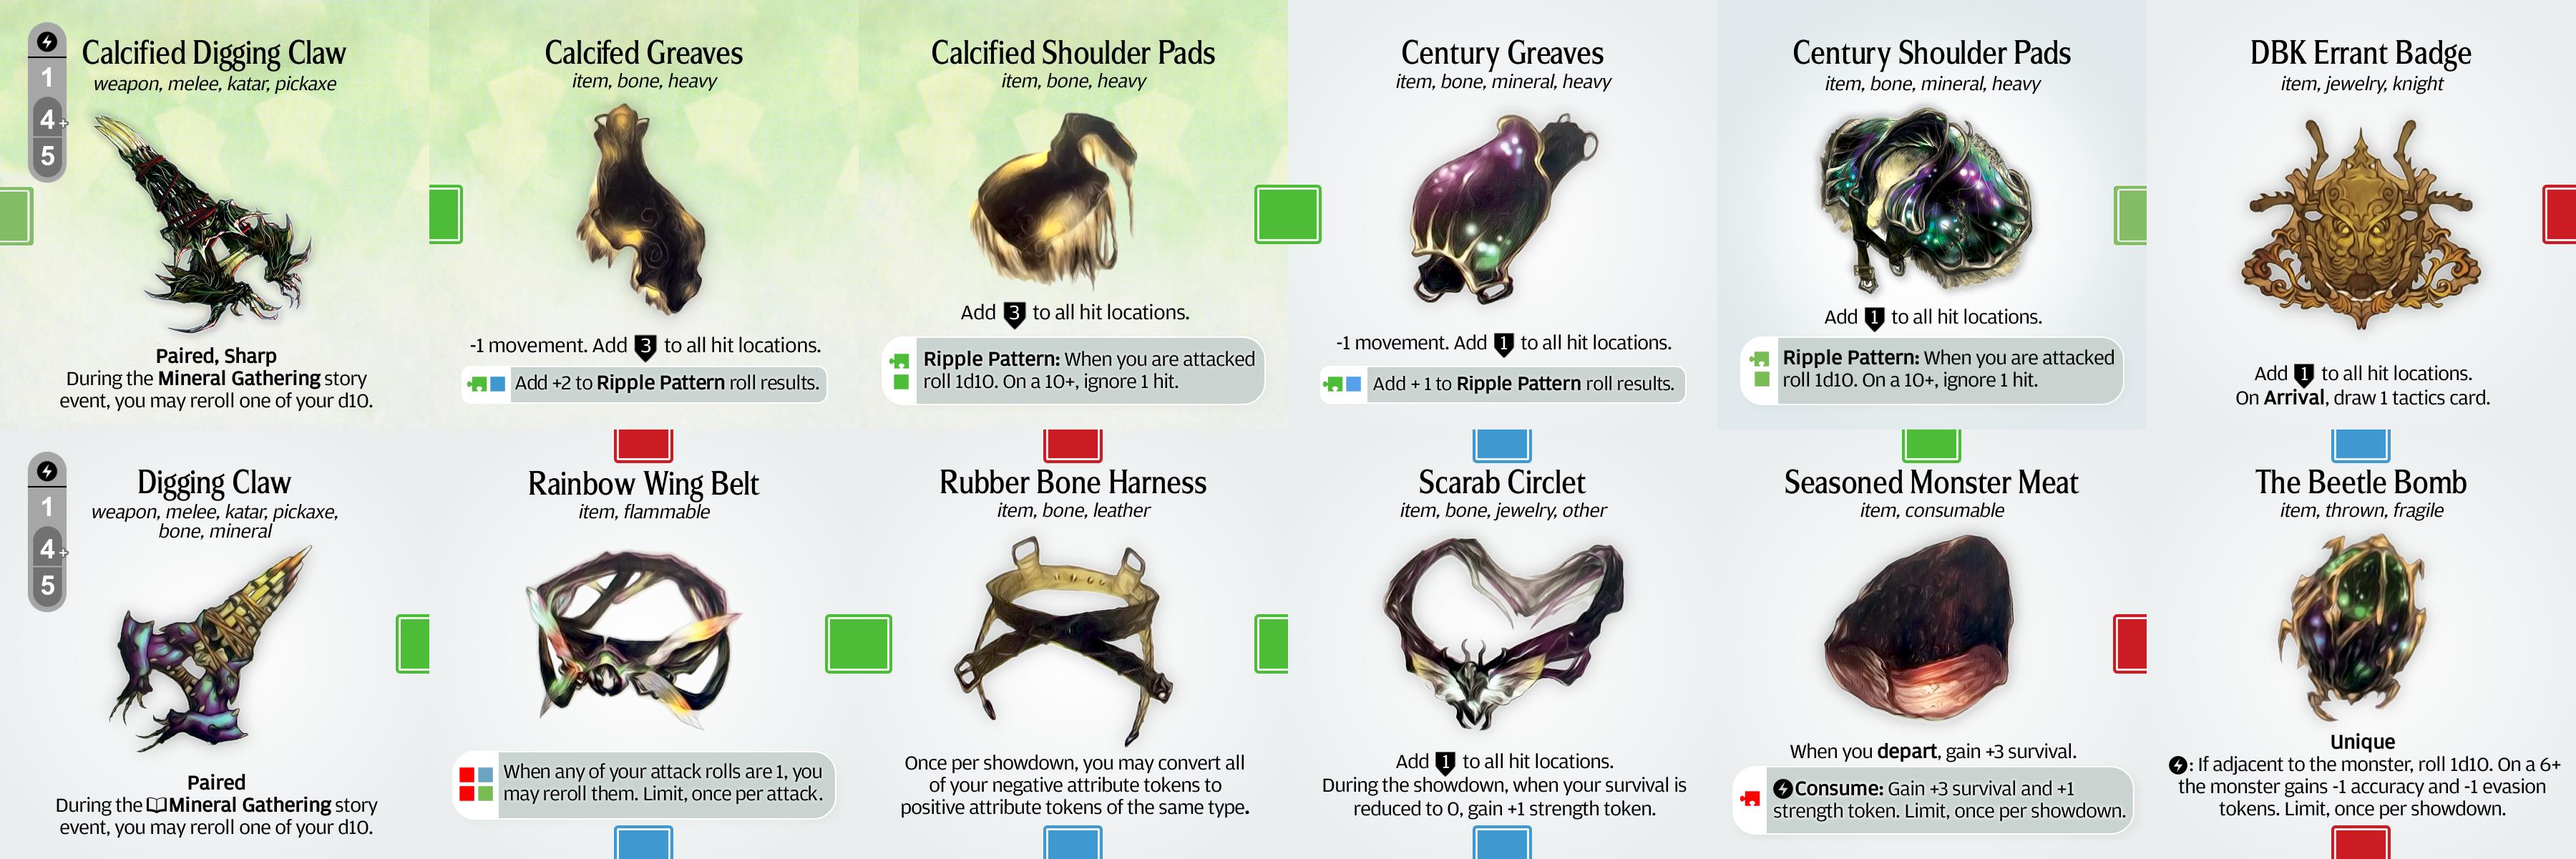 Calcified Digging Claw
weapon, melee, katar, pickaxe
1
4+
5
Paired, Sharp
During the Mineral Gathering story
event, you may reroll one of your d10.
Calcifed Greaves
item, bone, heavy
-1 movement. Add 3 to all hit locations.
Add +2 to Ripple Pattern roll results.
Calcified Shoulder Pads
item, bone, heavy
Add 3 to all hit locations.
Ripple Pattern: When you are attacked
roll 1d10. On a 10+, ignore 1 hit.
Century Greaves
item, bone, mineral, heavy
-1 movement. Add 1 to all hit locations.
Add + 1 to Ripple Pattern roll results.
Century Shoulder Pads
item, bone, mineral, heavy
Add 1 to all hit locations.
Ripple Pattern: When you are attacked
roll 1d10. On a 10+, ignore 1 hit.
DBK Errant Badge
item, jewelry, knight
Add 1 to all hit locations.
On Arrival, draw 1 tactics card.
Digging Claw
weapon, melee, katar, pickaxe,
bone, mineral
1
4+
5
Paired
During the Mineral Gathering story
event, you may reroll one of your d10.
Rainbow Wing Belt
item, flammable
When any of your attack rolls are 1, you
may reroll them. Limit, once per attack.
Rubber Bone Harness
item, bone, leather
Once per showdown, you may convert all
of your negative attribute tokens to
positive attribute tokens of the same type.
Scarab Circlet
item, bone, jewelry, other
Add 1 to all hit locations.
During the showdown, when your survival is
reduced to 0, gain +1 strength token.
Seasoned Monster Meat
item, consumable
When you depart, gain +3 survival.
Consume: Gain +3 survival and +1
strength token. Limit, once per showdown.
The Beetle Bomb
item, thrown, fragile
Unique
: If adjacent to the monster, roll 1d10. On a 6+
the monster gains -1 accuracy and -1 evasion
tokens. Limit, once per showdown.